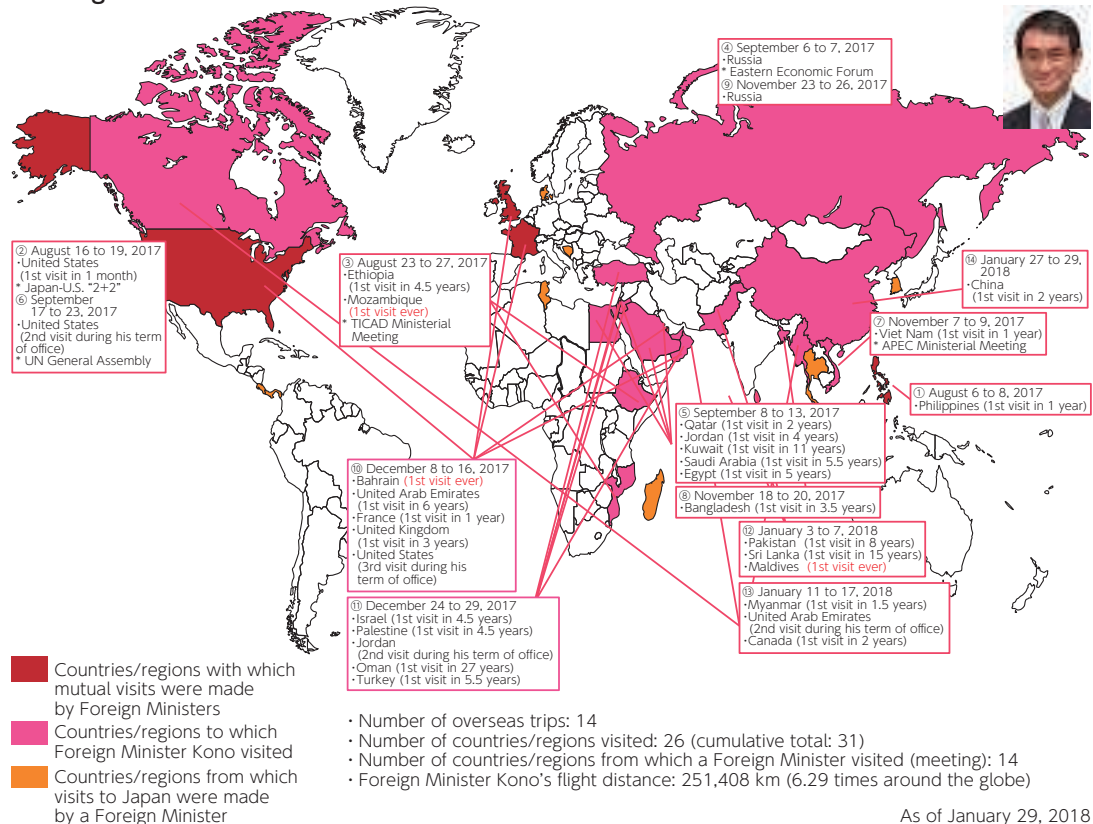 ④ September 6 to 7, 2017
・Russia
* Eastern Economic Forum
⑨ November 23 to 26, 2017
・Russia
② August 16 to 19, 2017
・United States
(1st visit in 1 month)
* Japan-U.S. “2+2”
⑥ September
17 to 23, 2017
・United States
(2nd visit during his term
of office)
* UN General Assembly
③ August 23 to 27, 2017
・Ethiopia
(1st visit in 4.5 years)
・Mozambique
(1st visit ever)
* TICAD Ministerial
Meeting
⑭ January 27 to 29,
2018
・China
(1st visit in 2 years)
⑦ November 7 to 9, 2017
・Viet Nam (1st visit in 1 year)
* APEC Ministerial Meeting
① August 6 to 8, 2017
・Philippines (1st visit in 1 year)
⑤ September 8 to 13, 2017
・Qatar (1st visit in 2 years)
・Jordan (1st visit in 4 years)
・Kuwait (1st visit in 11 years)
・Saudi Arabia (1st visit in 5.5 years)
・Egypt (1st visit in 5 years)
⑧ November 18 to 20, 2017
・Bangladesh (1st visit in 3.5 years)
⑩ December 8 to 16, 2017
・Bahrain (1st visit ever)
・United Arab Emirates
(1st visit in 6 years)
・France (1st visit in 1 year)
・United Kingdom
(1st visit in 3 years)
・United States
(3rd visit during his
term of office)
⑫ January 3 to 7, 2018
・Pakistan (1st visit in 8 years)
・Sri Lanka (1st visit in 15 years)
・Maldives (1st visit ever)
⑬ January 11 to 17, 2018
・Myanmar (1st visit in 1.5 years)
・United Arab Emirates
(2nd visit during his term of office)
・Canada (1st visit in 2 years)
⑪ December 24 to 29, 2017
・Israel (1st visit in 4.5 years)
・Palestine (1st visit in 4.5 years)
・Jordan
(2nd visit during his term of office)
・Oman (1st visit in 27 years)
・Turkey (1st visit in 5.5 years)
Countries/regions with which
mutual visits were made
by Foreign Ministers
Countries/regions to which
Foreign Minister Kono visited
Countries/regions from which
visits to Japan were made
by a Foreign Minister
・Number of overseas trips: 14
・Number of countries/regions visited: 26 (cumulative total: 31)
・Number of countries/regions from which a Foreign Minister visited (meeting): 14
・Foreign Minister Kono’s flight distance: 251,408 km (6.29 times around the globe)
As of January 29, 2018